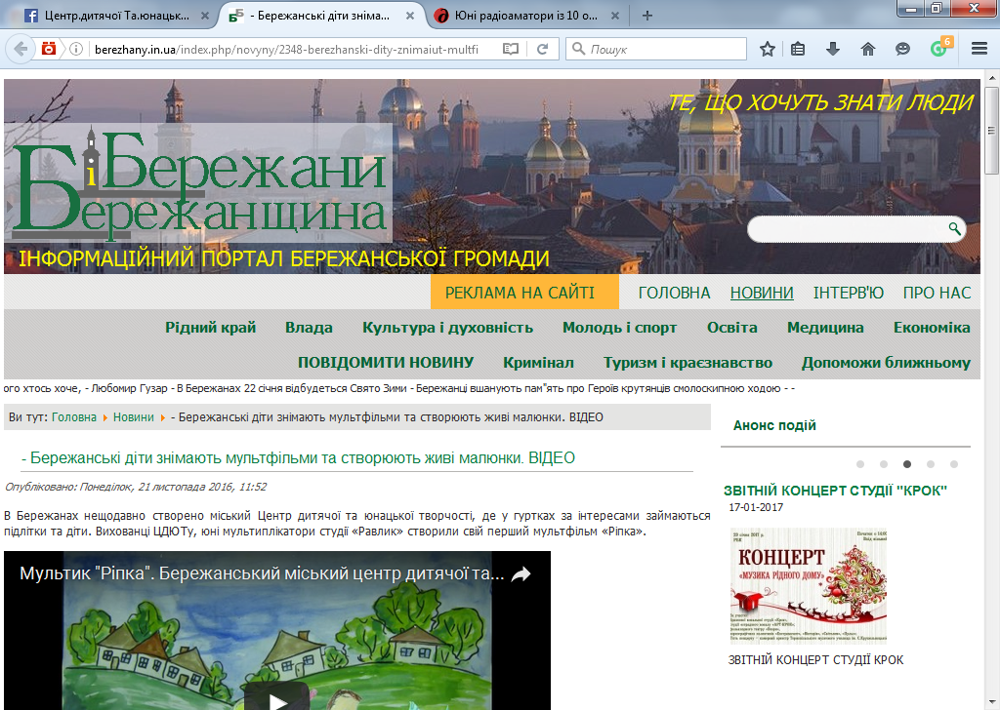 Центр.дитячої Та.юнацьк...
- Бережанські діти зніма...
Юні радіоаматори із 10 о...
berezhany.in.ua/index.php/novyny/2348-berezhanski-dity-znimaiut-multfi
Пошук
6
ТЕ, ЩО ХОЧУТЬ ЗНАТИ ЛЮДИ
Бережани
і
Бережанщина
ІНФОРМАЦІЙНИЙ ПОРТАЛ БЕРЕЖАНСЬКОЇ ГРОМАДИ
РЕКЛАМА НА САЙТІ ГОЛОВНА НОВИНИ ІНТЕРВ'Ю ПРО НАС
Рідний край Влада Культура і духовність Молодь і спорт Освіта Медицина Економіка
ПОВІДОМИТИ НОВИНУ Кримінал Туризм і краєзнавство Допоможи ближньому
ого хтось хоче, - Любомир Гузар - В Бережанах 22 січня відбудеться Свято Зими - Бережанці вшанують пам"ять про Героїв крутянців смолоскипною ходою - -
Ви тут: Головна Новини - Бережанські діти знімають мультфільми та створюють живі малюнки. ВІДЕО
- Бережанські діти знімають мультфільми та створюють живі малюнки. ВІДЕО
Опубліковано: Понеділок, 21 листопада 2016, 11:52
В Бережанах нещодавно створено міський Центр дитячої та юнацької творчості, де у гуртках за інтересами займаються
підлітки та діти. Вихованці ЦДЮТу, юні мультиплікатори студії «Равлик» створили свій перший мультфільм «Ріпка».
Мультик "Ріпка". Бережанський міський центр дитячої та...
Анонс подій
ЗВІТНІЙ КОНЦЕРТ СТУДІЇ "КРОК"
17-01-2017
КОНЦЕРТ
«МУЗИКА РІДНОГО ДОМУ»
ЗВІТНІЙ КОНЦЕРТ СТУДІЇ КРОК